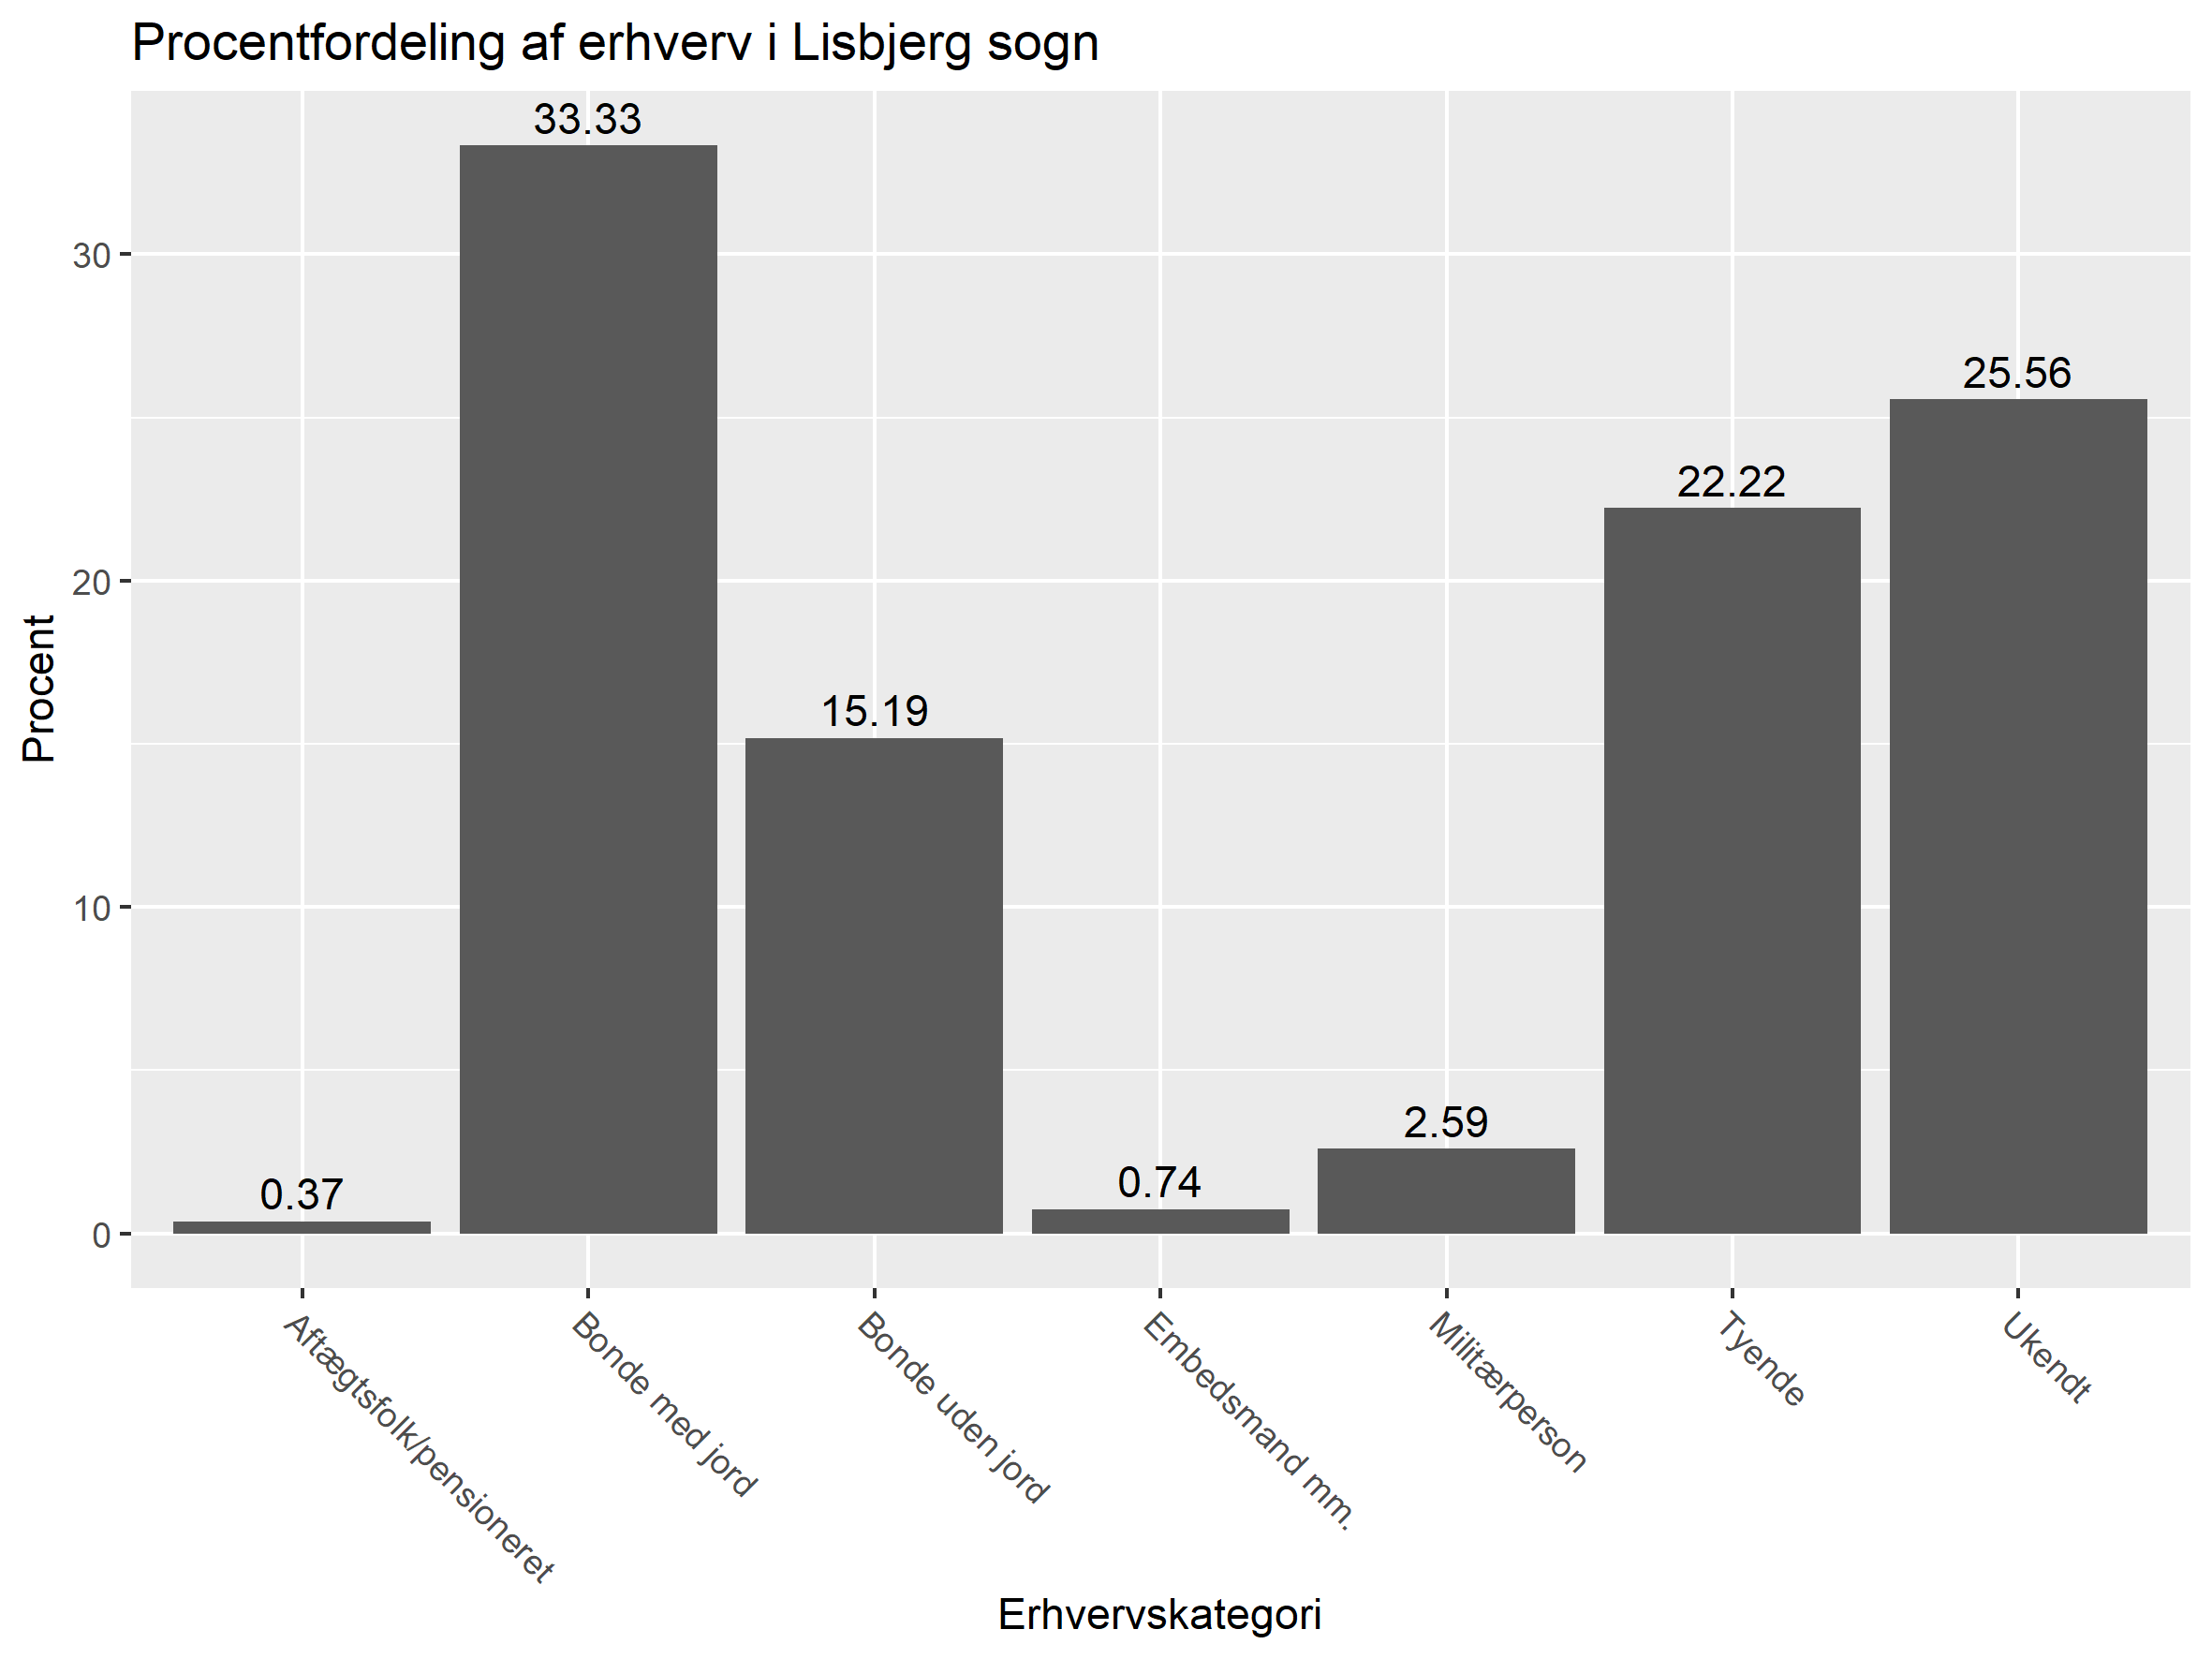 Procentfordeling af erhverv i Lisbjerg sogn
33.33
30
25.56
22.22
20
Procent
15.19
10
2.59
0.74
0.37
0
Aftægtsfolk/pensioneret
Bonde med jord
Bonde uden jord
Embedsmand mm.
Militærperson
Tyende
Ukendt
Erhvervskategori